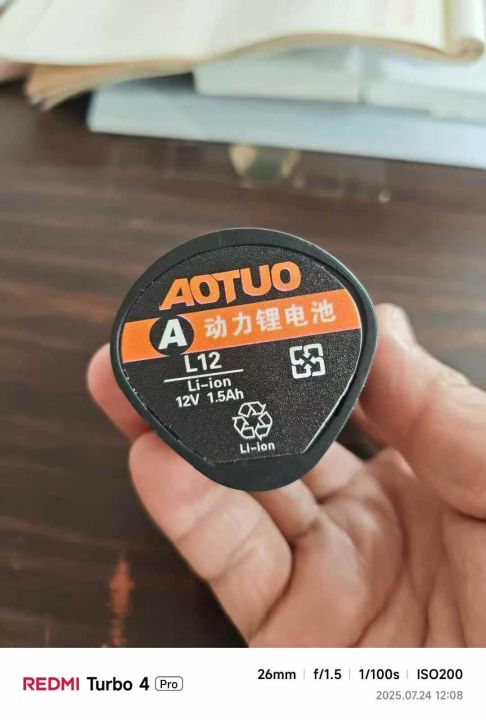 AOTUO
A 动力锂电池
L12
Li-ion
12V 1.5Ah
Li-ion
REDMI Turbo 4 Pro
26mm f/1.5 1/100s ISO200
2025.07.24 12:08